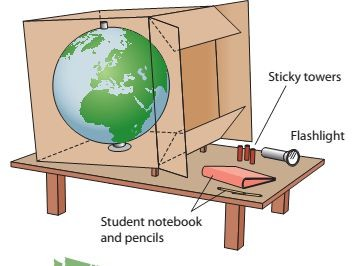 Sticky towers
Flashlight
Student notebook
and pencils